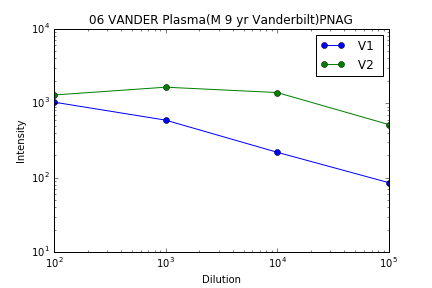 06 VANDER Plasma(M 9 yr Vanderbilt)PNAG
V1
V2
Intensity
10^4
10^3
10^2
10^1
10^2 10^3 10^4 10^5
Dilution